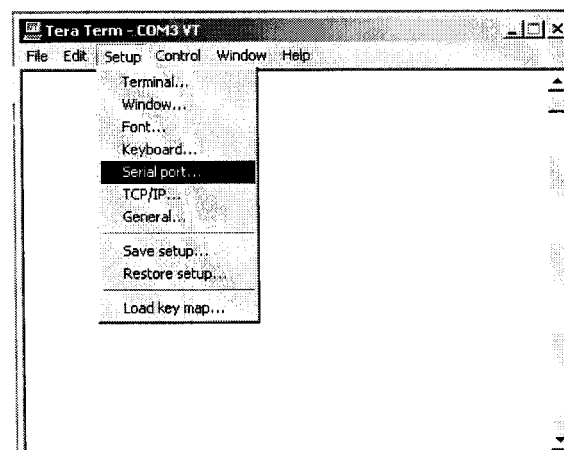 Tera Term - COM3 VT
File Edit Setup Control Window Help
Terminal...
Window...
Font...
Keyboard...
Serial port...
TCP/IP...
General...
Save setup...
Restore setup...
Load key map...